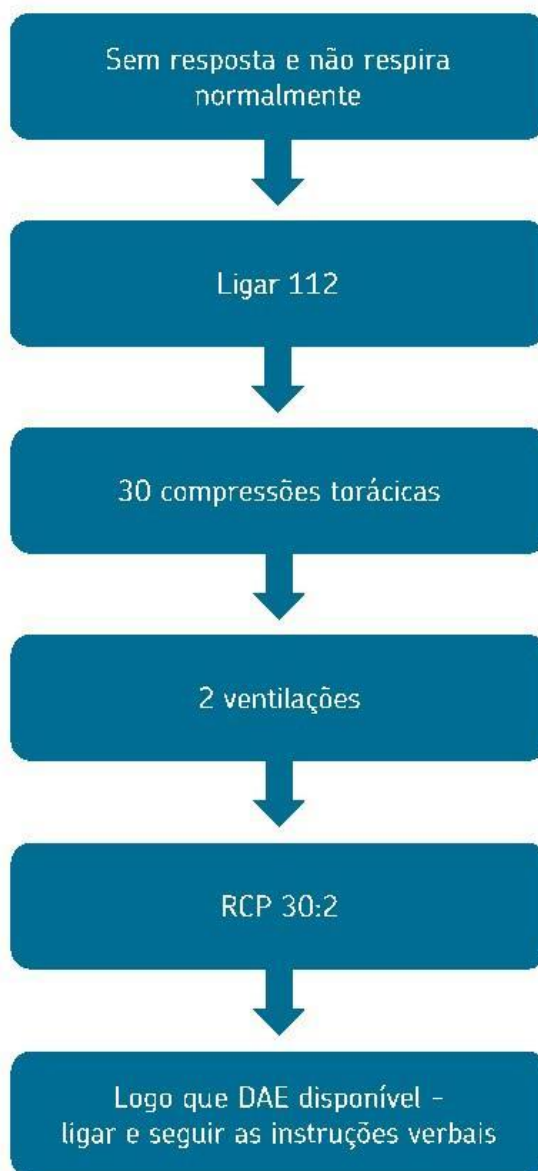 Sem resposta e não respira
normalmente
Ligar 112
30 compressões torácicas
2 ventilações
RCP 30:2
Logo que DAE disponível -
ligar e seguir as instruções verbais